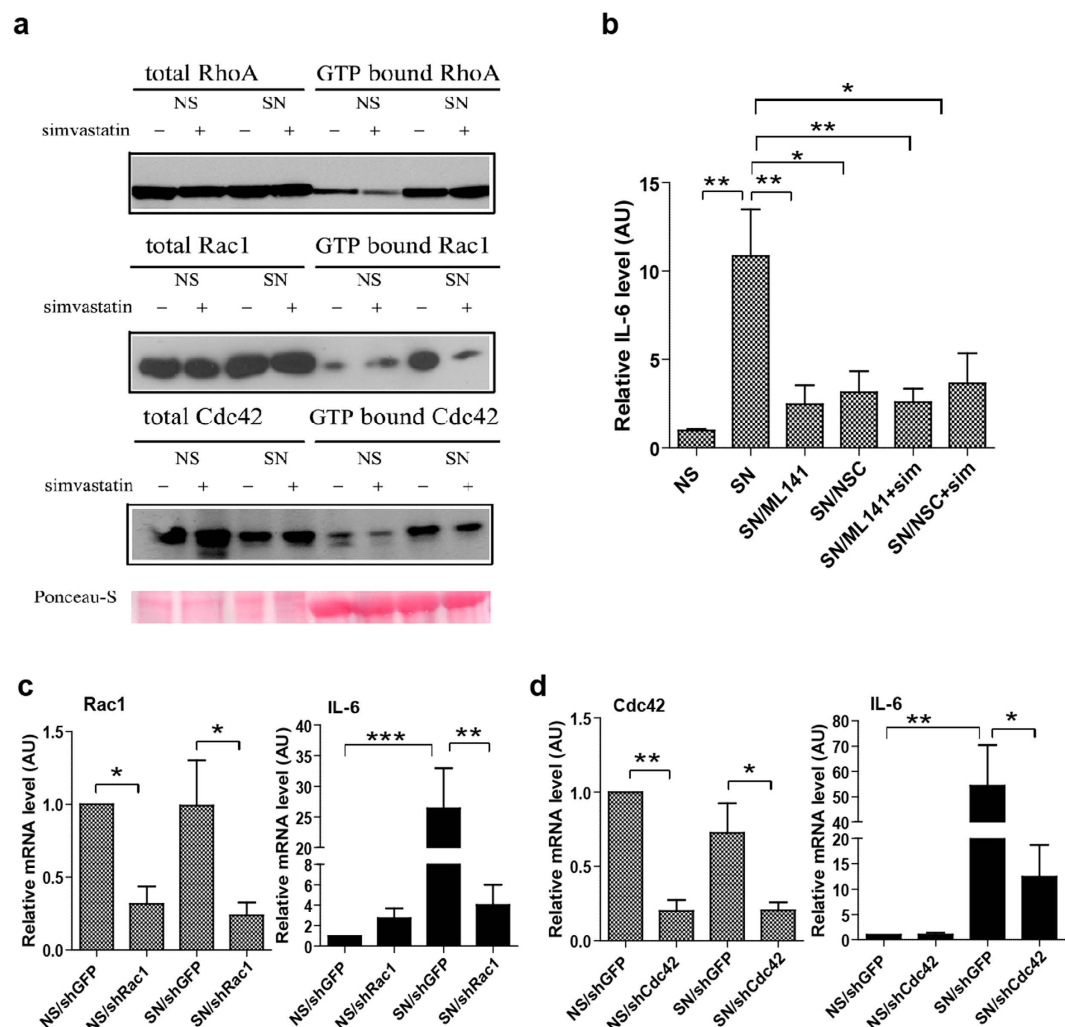 a
total RhoA GTP bound RhoA
NS SN NS SN
simvastatin – + – + – + – +
total Rac1 GTP bound Rac1
NS SN NS SN
simvastatin – + – + – + – +
total Cdc42 GTP bound Cdc42
NS SN NS SN
simvastatin – + – + – + – +
Ponceau-S
b
*
**
*
** **
Relative IL-6 level (AU)
15
10
5
0
NS
SN
SN/ML141
SN/NSC
SN/ML141+sim
SN/NSC+sim
c
Rac1
Relative mRNA level (AU)
1.5
1.0
0.5
0.0
*
*
NS/shGFP
NS/shRac1
SN/shGFP
SN/shRac1
IL-6
Relative mRNA level (AU)
40
35
30
25
20
8
6
4
2
0
***
**
NS/shGFP
NS/shRac1
SN/shGFP
SN/shRac1
d
Cdc42
Relative mRNA level (AU)
1.5
1.0
0.5
0.0
**
*
NS/shGFP
NS/shCdc42
SN/shGFP
SN/shCdc42
IL-6
Relative mRNA level (AU)
80
70
60
50
40
20
15
10
5
0
**
*
NS/shGFP
NS/shCdc42
SN/shGFP
SN/shCdc42